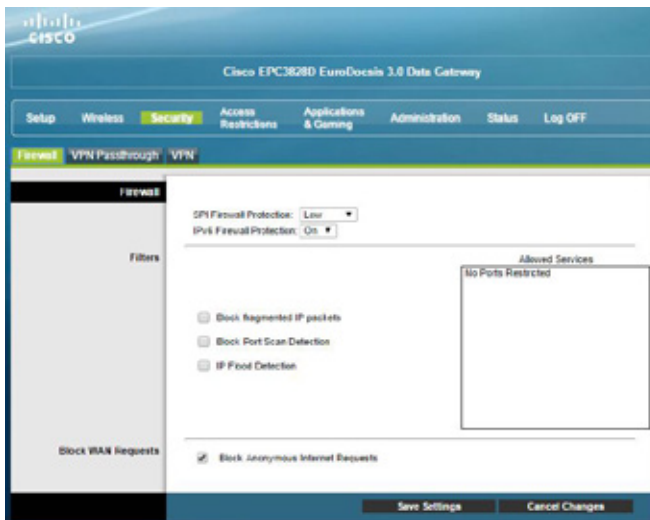 CISCO
Cisco EPC3828D EuroDocsis 3.0 Data Gateway
Setup Wireless Security Access Restrictions Applications & Gaming Administration Status Log OFF
Firewall VPN Passthrough VPN
Firewall
SPI Firewall Protection: Low
IPv6 Firewall Protection: On
Filters
Allowed Services
No Ports Restricted
Block fragmented IP packets
Block Port Scan Detection
IP Flood Detection
Block WAN Requests
Block Anonymous Internet Requests
Save Settings Cancel Changes